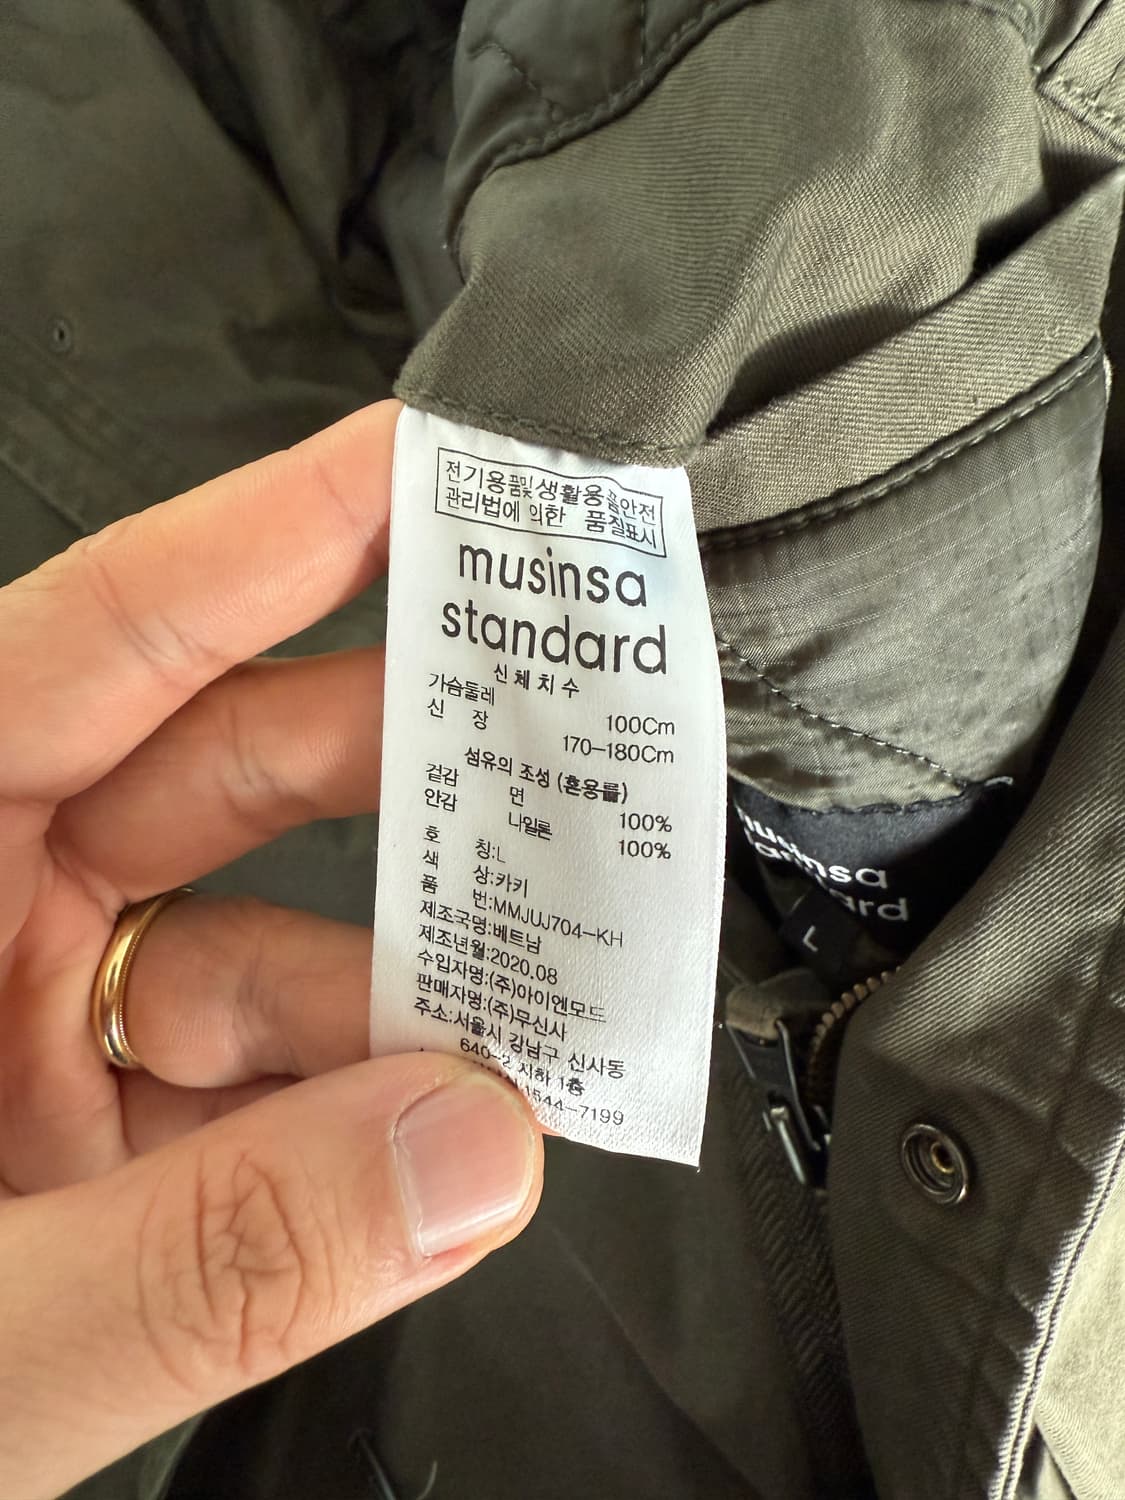 전기용품및생활용품안전
관리법에 의한 품질표시
musinsa
standard
신체치수
가슴둘레 100Cm
신 장 170-180Cm
섬유의 조성 (혼용률)
겉감 면 100%
안감 나일론 100%
호 칭:L
색 상:카키
품 번:MMJUJ704-KH
제조국명:베트남
제조년월:2020.08
수입자명:(주)아이엔모드
판매자명:(주)무신사
주소:서울시 강남구 신사동
640-2 지하 1층
1544-7199
musinsa
standard
L